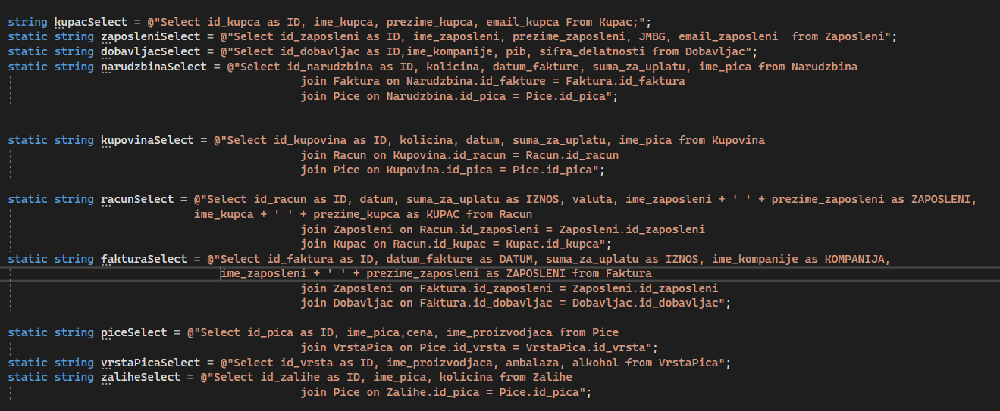 string kupacSelect = @"Select id_kupca as ID, ime_kupca, prezime_kupca, email_kupca From Kupac;";
static string zaposleniSelect = @"Select id_zaposleni as ID, ime_zaposleni, prezime_zaposleni, JMBG, email_zaposleni  from Zaposleni";
static string dobavljacSelect = @"Select id_dobavljac as ID,ime_kompanije, pib, sifra_delatnosti from Dobavljac";
static string narudzbinaSelect = @"Select id_narudzbina as ID, kolicina, datum_fakture, suma_za_uplatu, ime_pica from Narudzbina
join Faktura on Narudzbina.id_fakture = Faktura.id_faktura
join Pice on Narudzbina.id_pica = Pice.id_pica";
static string kupovinaSelect = @"Select id_kupovina as ID, kolicina, datum, suma_za_uplatu, ime_pica from Kupovina
join Racun on Kupovina.id_racun = Racun.id_racun
join Pice on Kupovina.id_pica = Pice.id_pica";
static string racunSelect = @"Select id_racun as ID, datum, suma_za_uplatu as IZNOS, valuta, ime_zaposleni + ' ' + prezime_zaposleni as ZAPOSLENI,
ime_kupca + ' ' + prezime_kupca as KUPAC from Racun
join Zaposleni on Racun.id_zaposleni = Zaposleni.id_zaposleni
join Kupac on Racun.id_kupac = Kupac.id_kupca";
static string fakturaSelect = @"Select id_faktura as ID, datum_fakture as DATUM, suma_za_uplatu as IZNOS, ime_kompanije as KOMPANIJA,
ime_zaposleni + ' ' + prezime_zaposleni as ZAPOSLENI from Faktura
join Zaposleni on Faktura.id_zaposleni = Zaposleni.id_zaposleni
join Dobavljac on Faktura.id_dobavljac = Dobavljac.id_dobavljac";
static string piceSelect = @"Select id_pica as ID, ime_pica,cena, ime_proizvodjaca from Pice
join VrstaPica on Pice.id_vrsta = VrstaPica.id_vrsta";
static string vrstaPicaSelect = @"Select id_vrsta as ID, ime_proizvodjaca, ambalaza, alkohol from VrstaPica";
static string zaliheSelect = @"Select id_zalihe as ID, ime_pica, kolicina from Zalihe
join Pice on Zalihe.id_pica = Pice.id_pica";